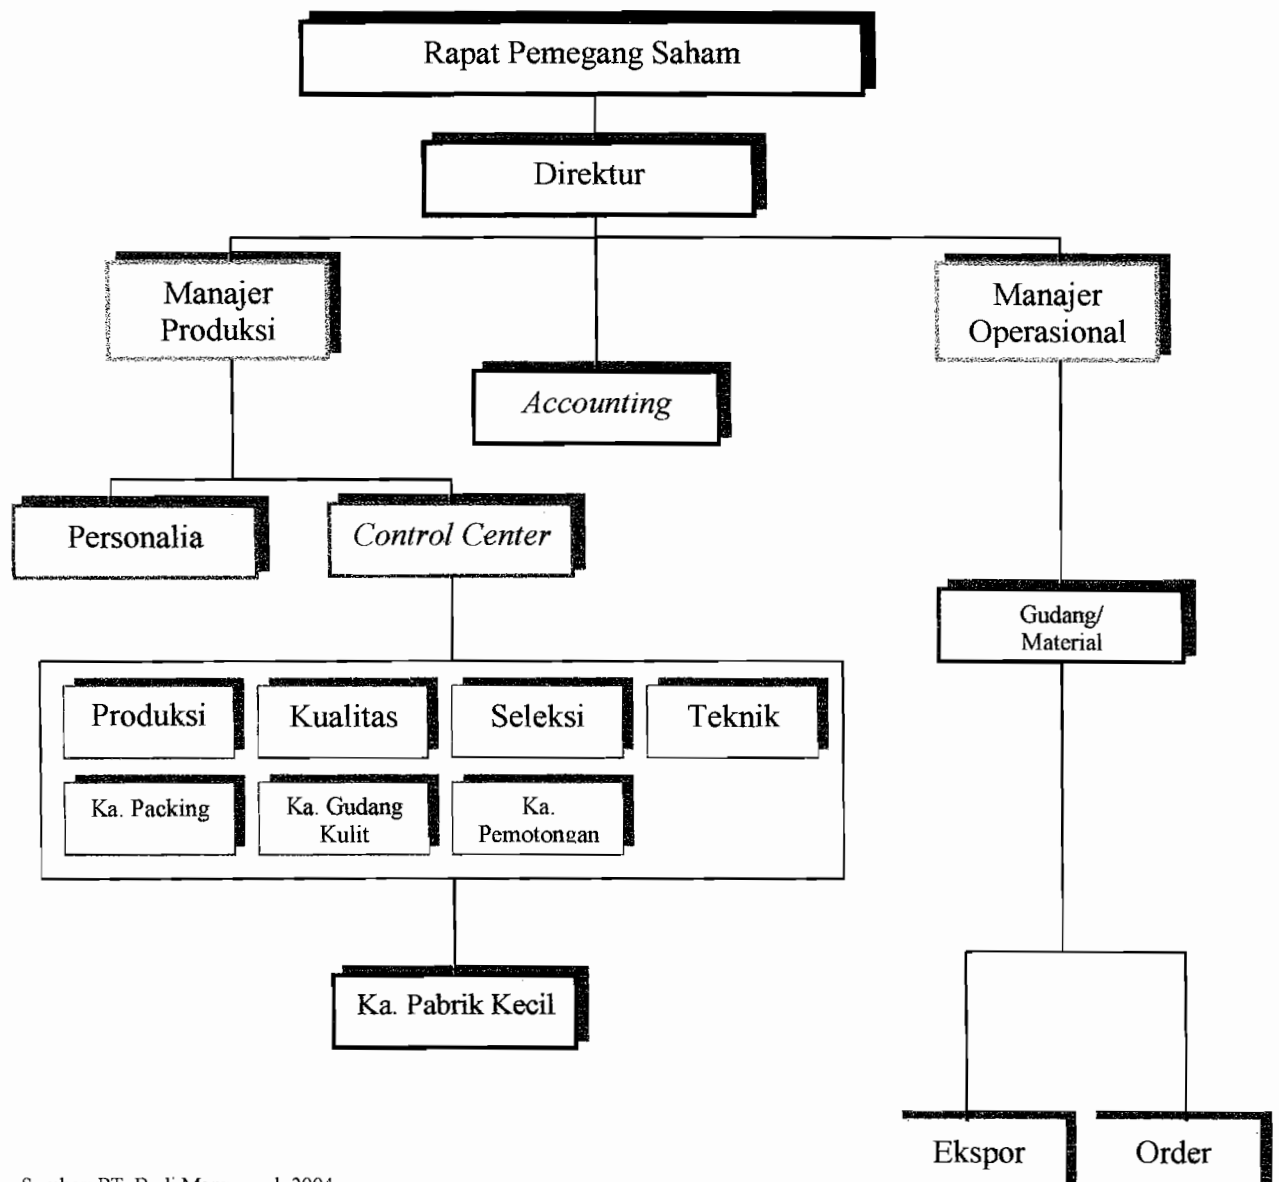 Rapat Pemegang Saham
Direktur
Manajer
Produksi
Manajer
Operasional
Accounting
Personalia
Control Center
Gudang/
Material
Produksi
Kualitas
Seleksi
Teknik
Ka. Packing
Ka. Gudang
Kulit
Ka.
Pemotongan
Ka. Pabrik Kecil
Ekspor
Order